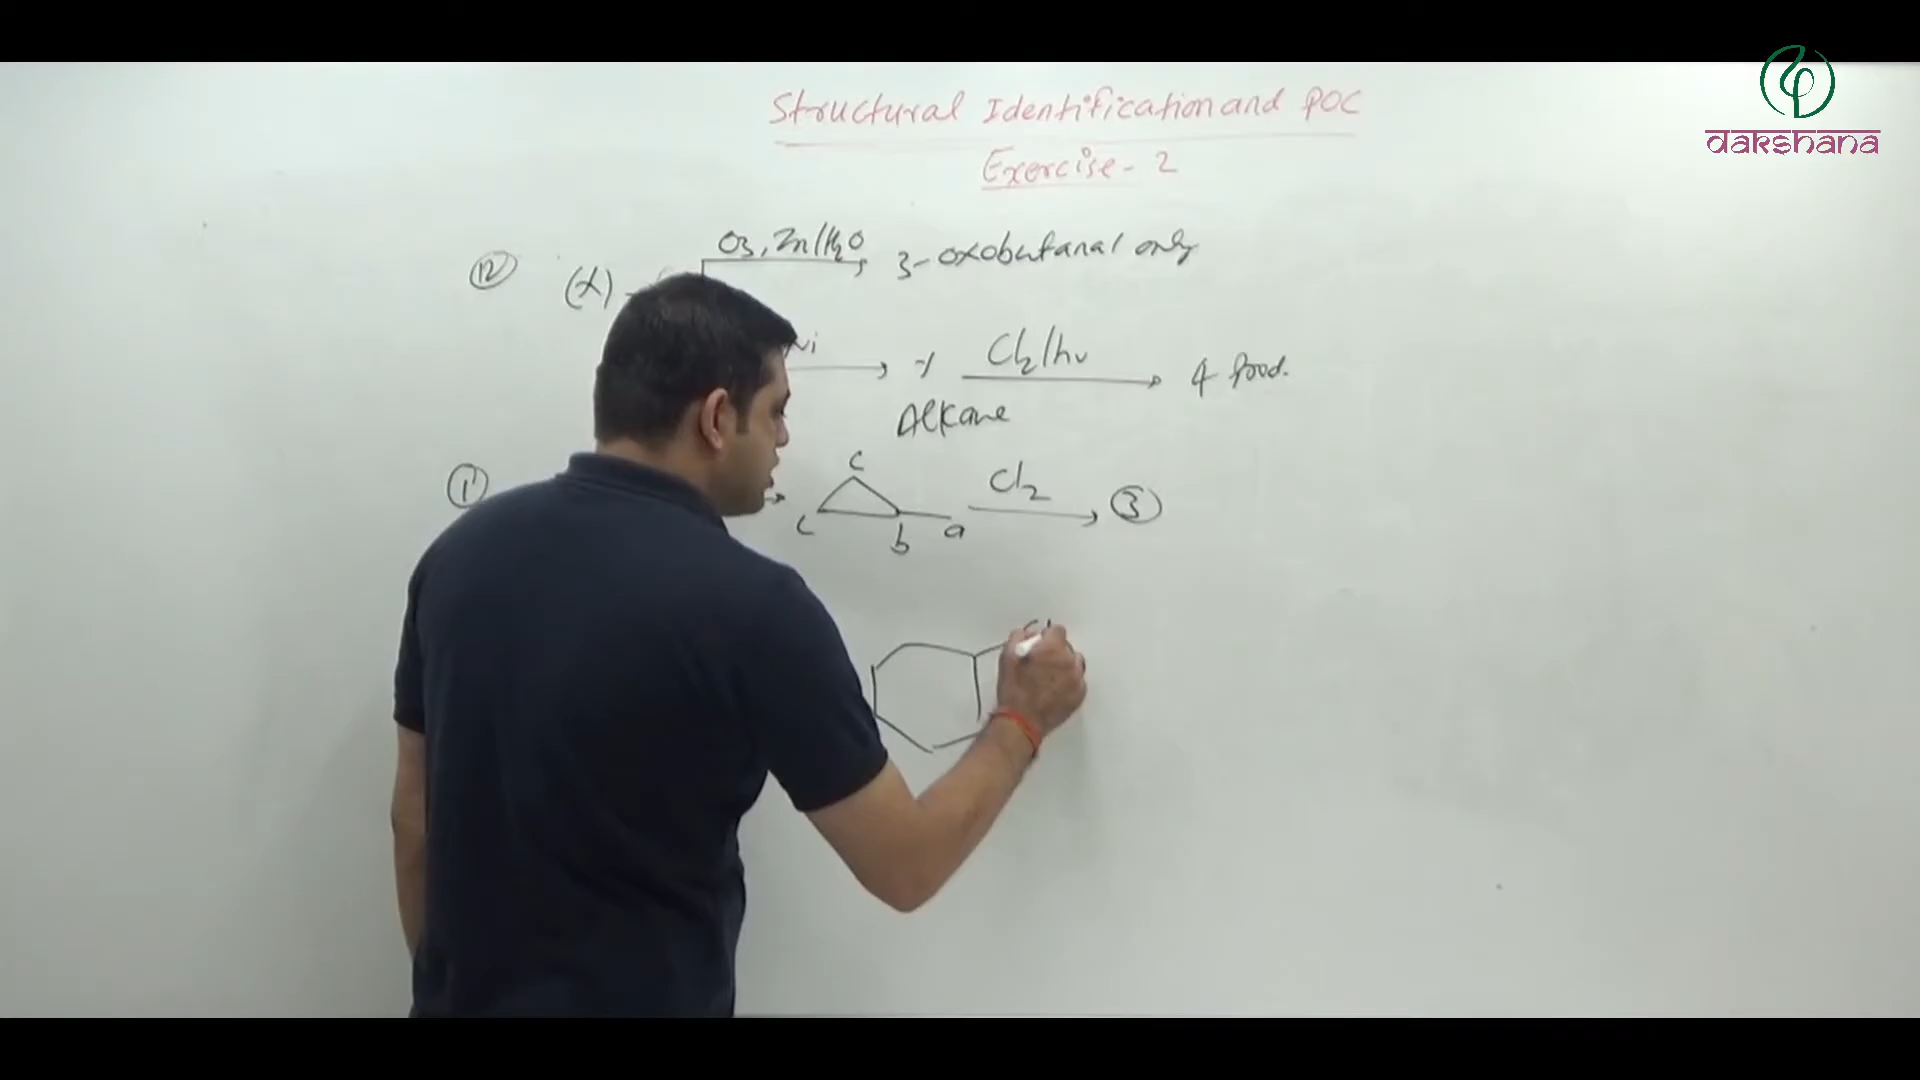 dakshana
Structural Identification and POC
Exercise - 2
12 (x) O3, Zn/H2O 3-oxobutanal only
Ni y Cl2/hν 4 prod.
Alkane
1 c c b a Cl2 3